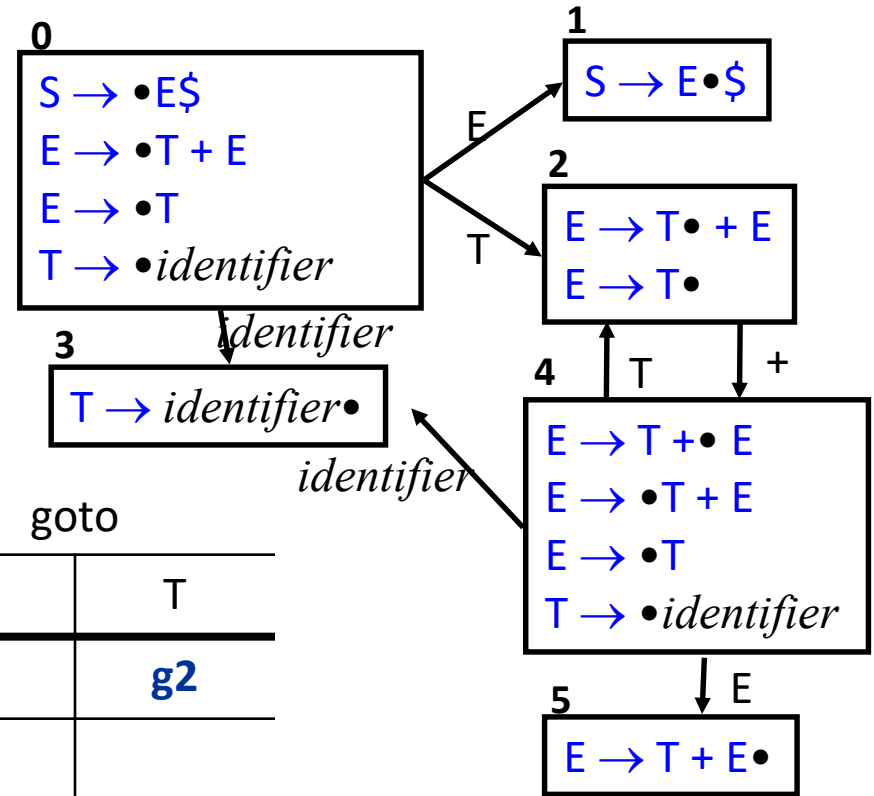 0
S → •E$
E → •T + E
E → •T
T → •identifier
1
S → E•$
E
T
2
E → T• + E
E → T•
identifier
3
T → identifier•
T
+
4
E → T +• E
E → •T + E
E → •T
T → •identifier
identifier
E
5
E → T + E•
goto
T
g2